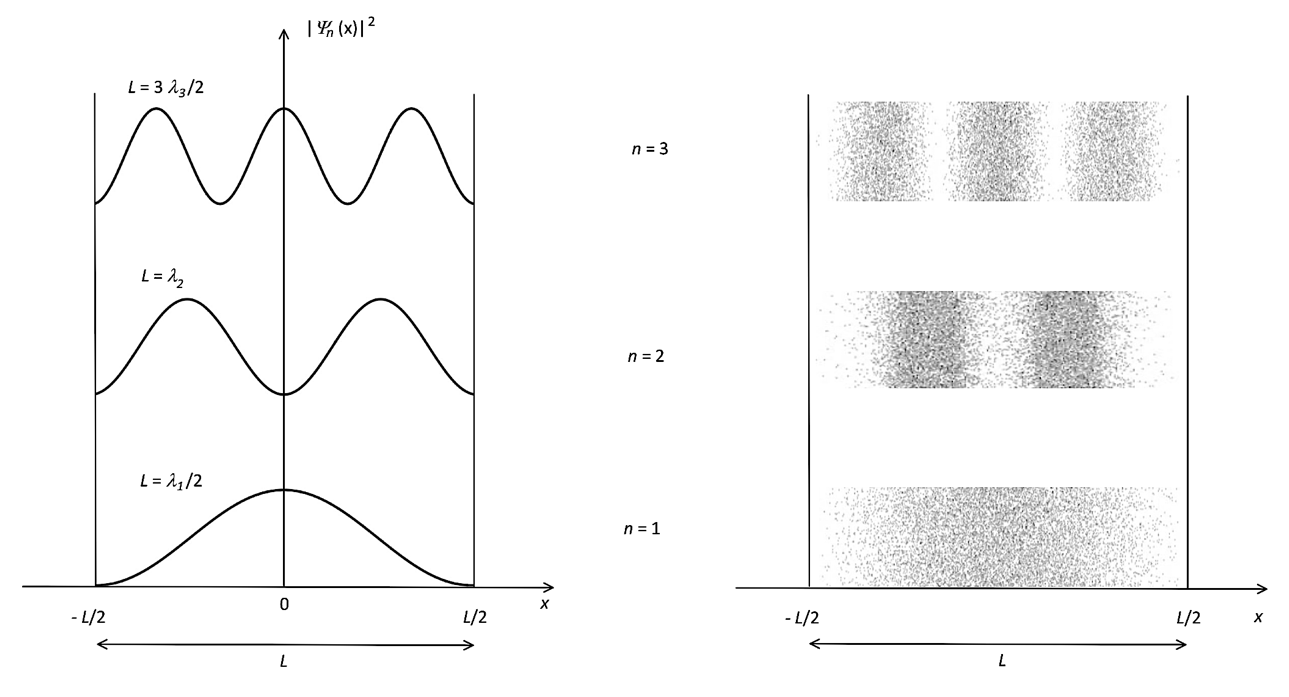 | Ψn (x)| 2
L = 3 λ3/2
n = 3
L = λ2
n = 2
L = λ1/2
n = 1
- L/2
0
L/2
x
L
- L/2
L/2
x
L